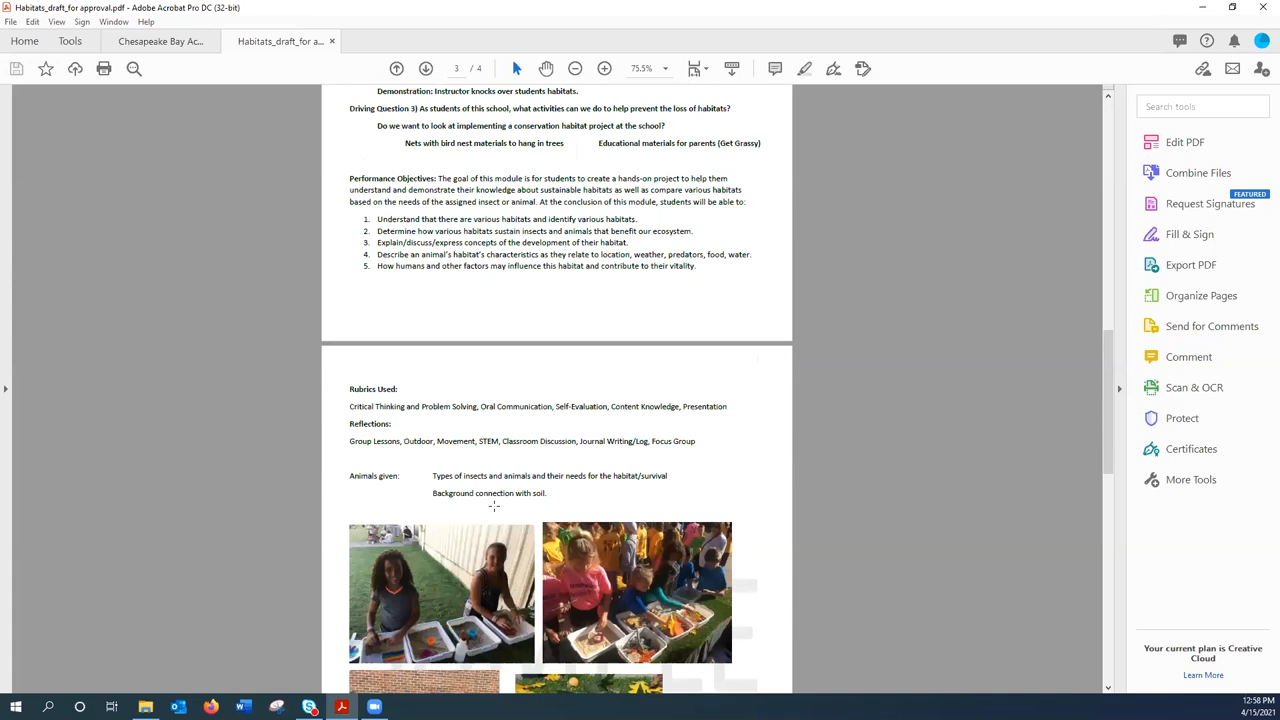 Habitats_draft_for approval.pdf - Adobe Acrobat Pro DC (32-bit)
File Edit View Sign Window Help
Home Tools Chesapeake Bay Ac... Habitats_draft_for a... ×
3 / 4 75.5%
Demonstration: Instructor knocks over students habitats.
Driving Question 3) As students of this school, what activities can we do to help prevent the loss of habitats?
Do we want to look at implementing a conservation habitat project at the school?
Nets with bird nest materials to hang in trees Educational materials for parents (Get Grassy)
Performance Objectives: The goal of this module is for students to create a hands-on project to help them
understand and demonstrate their knowledge about sustainable habitats as well as compare various habitats
based on the needs of the assigned insect or animal. At the conclusion of this module, students will be able to:
1. Understand that there are various habitats and identify various habitats.
2. Determine how various habitats sustain insects and animals that benefit our ecosystem.
3. Explain/discuss/express concepts of the development of their habitat.
4. Describe an animal's habitat's characteristics as they relate to location, weather, predators, food, water.
5. How humans and other factors may influence this habitat and contribute to their vitality.
Rubrics Used:
Critical Thinking and Problem Solving, Oral Communication, Self-Evaluation, Content Knowledge, Presentation
Reflections:
Group Lessons, Outdoor, Movement, STEM, Classroom Discussion, Journal Writing/Log, Focus Group
Animals given: Types of insects and animals and their needs for the habitat/survival
Background connection with soil.
Search tools
Edit PDF
Combine Files
FEATURED
Request Signatures
Fill & Sign
Export PDF
Organize Pages
Send for Comments
Comment
Scan & OCR
Protect
Certificates
More Tools
Your current plan is Creative
Cloud
Learn More
12:58 PM
4/15/2021